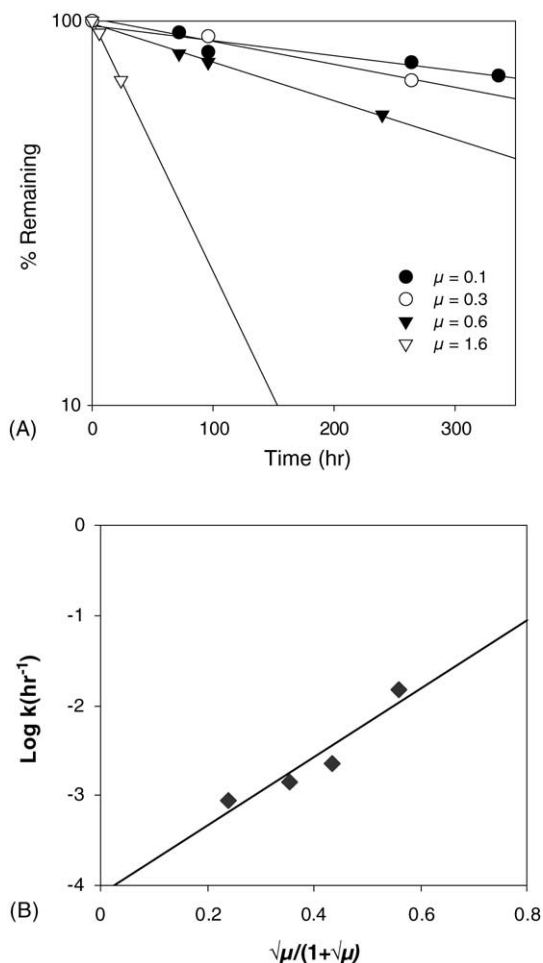 100
% Remaining
μ = 0.1
μ = 0.3
μ = 0.6
μ = 1.6
10
(A)
0 100 200 300
Time (hr)
0
-1
-2
-3
-4
Log k(hr⁻¹)
(B)
0 0.2 0.4 0.6 0.8
√μ/(1+√μ)